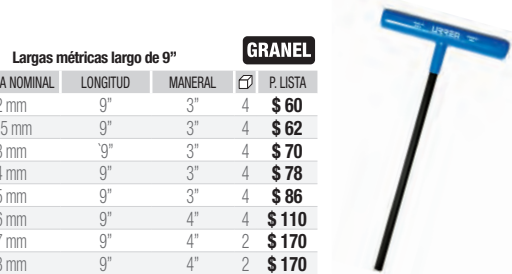 Largas métricas largo de 9” GRANEL
A NOMINAL LONGITUD MANERAL P. LISTA
2 mm 9” 3” 4 $ 60
5 mm 9” 3” 4 $ 62
3 mm `9” 3” 4 $ 70
4 mm 9” 3” 4 $ 78
5 mm 9” 3” 4 $ 86
6 mm 9” 4” 4 $ 110
7 mm 9” 4” 2 $ 170
8 mm 9” 4” 2 $ 170
URREA